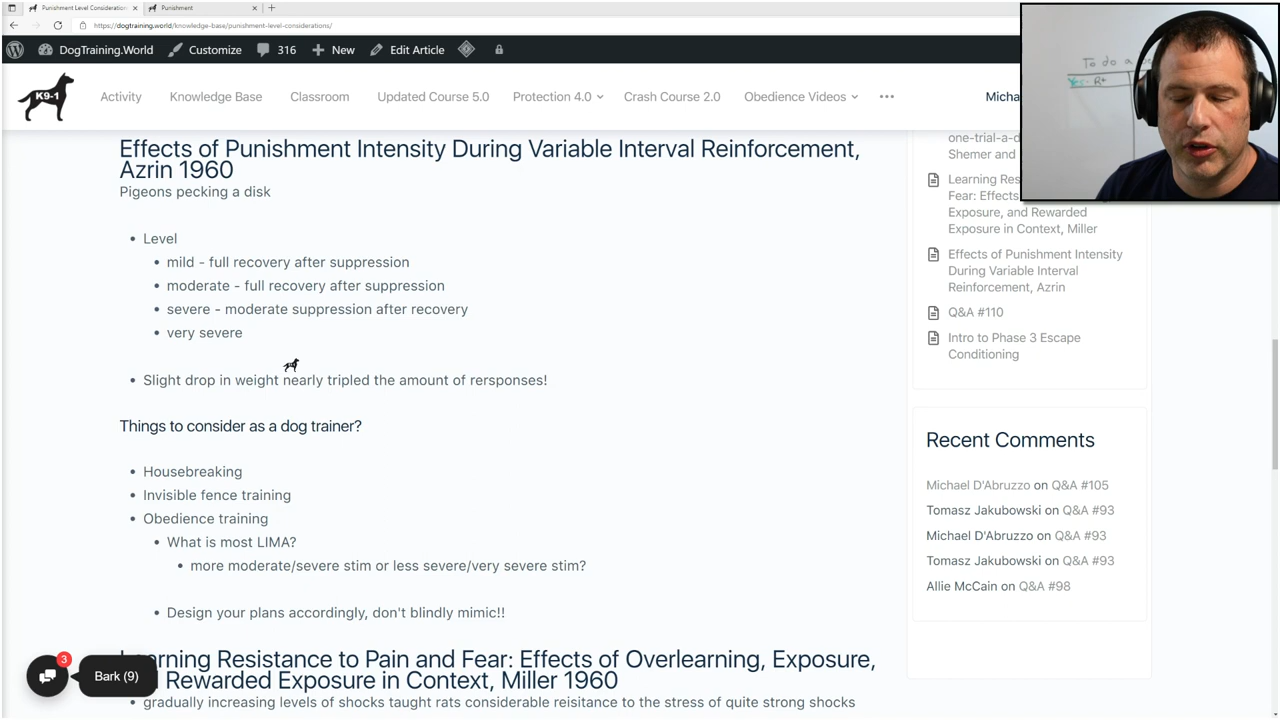 Punishment Level Consideration
Punishment
https://dogtraining.world/knowledge-base/punishment-level-considerations/
DogTraining.World
Customize
316
New
Edit Article
K9-1
Activity
Knowledge Base
Classroom
Updated Course 5.0
Protection 4.0
Crash Course 2.0
Obedience Videos
Micha
To do a
R+
Effects of Punishment Intensity During Variable Interval Reinforcement,
Azrin 1960
Pigeons pecking a disk
Level
mild - full recovery after suppression
moderate - full recovery after suppression
severe - moderate suppression after recovery
very severe
Slight drop in weight nearly tripled the amount of rersponses!
Things to consider as a dog trainer?
Housebreaking
Invisible fence training
Obedience training
What is most LIMA?
more moderate/severe stim or less severe/very severe stim?
Design your plans accordingly, don't blindly mimic!!
arning Resistance to Pain and Fear: Effects of Overlearning, Exposure,
Rewarded Exposure in Context, Miller 1960
gradually increasing levels of shocks taught rats considerable reisitance to the stress of quite strong shocks
one-trial-a-d
Shemer and
Learning Res
Fear: Effects
Exposure, and Rewarded
Exposure in Context, Miller
Effects of Punishment Intensity
During Variable Interval
Reinforcement, Azrin
Q&A #110
Intro to Phase 3 Escape
Conditioning
Recent Comments
Michael D'Abruzzo on Q&A #105
Tomasz Jakubowski on Q&A #93
Michael D'Abruzzo on Q&A #93
Tomasz Jakubowski on Q&A #93
Allie McCain on Q&A #98
3
Bark (9)